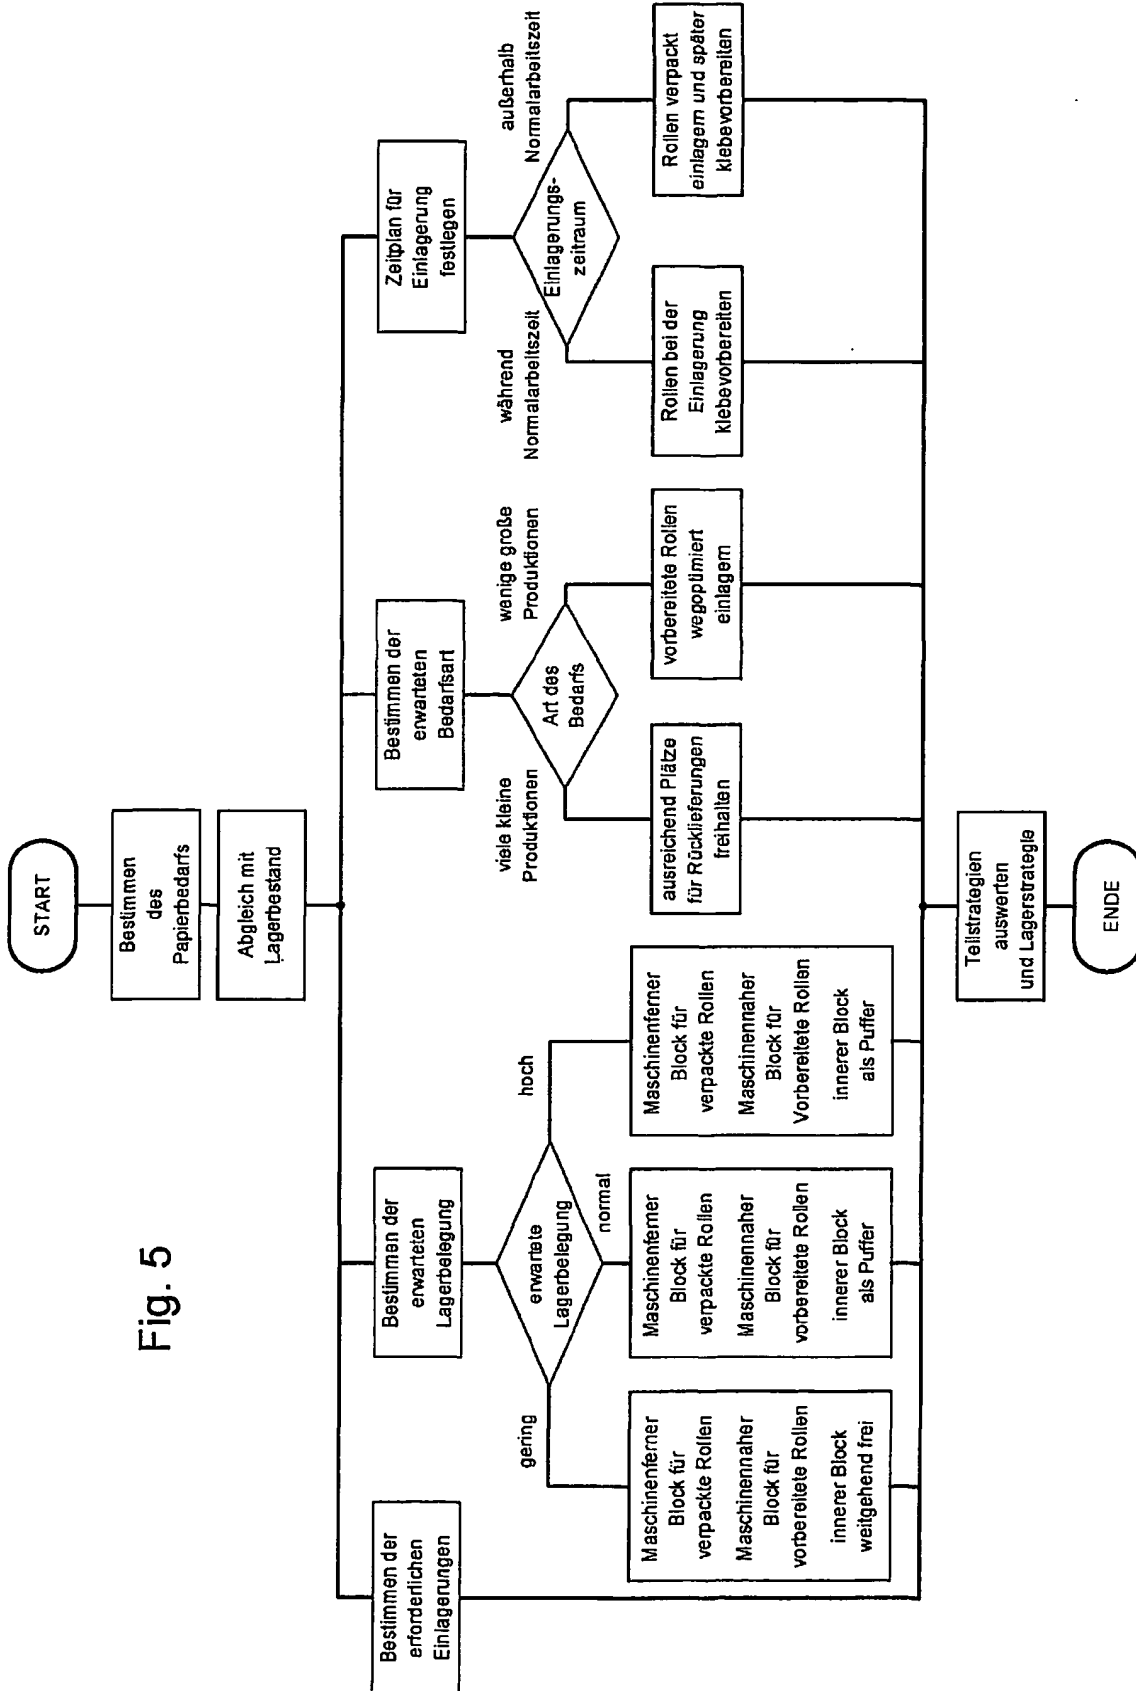 Fig. 5
START
Bestimmen
des
Papierbedarfs
Abgleich mit
Lagerbestand
Bestimmen der
erforderlichen
Einlagerungen
Bestimmen der
erwarteten
Lagerbelegung
Bestimmen der
erwarteten
Bedarfsart
Zeitplan für
Einlagerung
festlegen
erwartete
Lagerbelegung
gering
normal
hoch
Art des
Bedarfs
viele kleine
Produktionen
wenige große
Produktionen
Einlagerungs-
zeitraum
während
Normalarbeitszeit
außerhalb
Normalarbeitszeit
Maschinenferner
Block für
verpackte Rollen
Maschinennaher
Block für
vorbereitete Rollen
innerer Block
weitgehend frei
Maschinenferner
Block für
verpackte Rollen
Maschinennaher
Block für
vorbereitete Rollen
innerer Block
als Puffer
Maschinenferner
Block für
verpackte Rollen
Maschinennaher
Block für
Vorbereitete Rollen
innerer Block
als Puffer
ausreichend Plätze
für Rücklieferungen
freihalten
vorbereitete Rollen
wegoptimiert
einlagern
Rollen bei der
Einlagerung
klebevorbereiten
Rollen verpackt
einlagern und später
klebevorbereiten
Teilstrategien
auswerten
und Lagerstrategie
ENDE